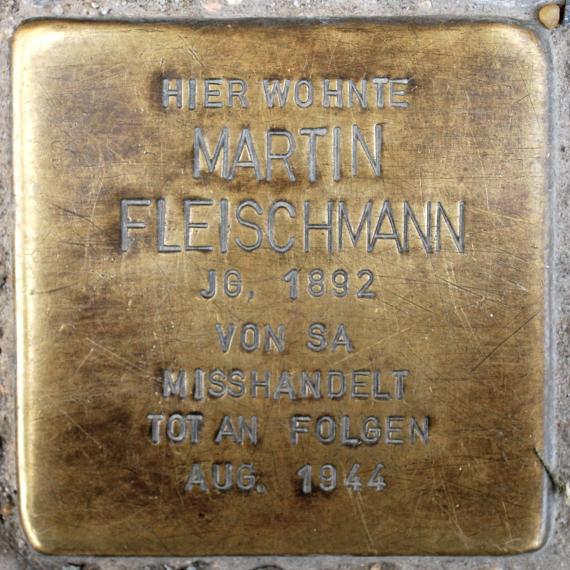 HIER WOHNTE
MARTIN
FLEISCHMANN
JG. 1892
VON SA
MISSHANDELT
TOT AN FOLGEN
AUG. 1944